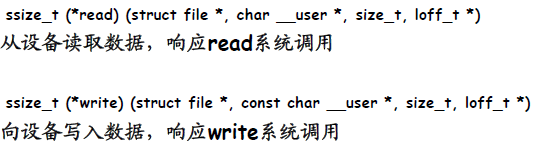 ssize_t (*read) (struct file *, char __user *, size_t, loff_t *)
从设备读取数据，响应read系统调用
ssize_t (*write) (struct file *, const char __user *, size_t, loff_t *)
向设备写入数据，响应write系统调用